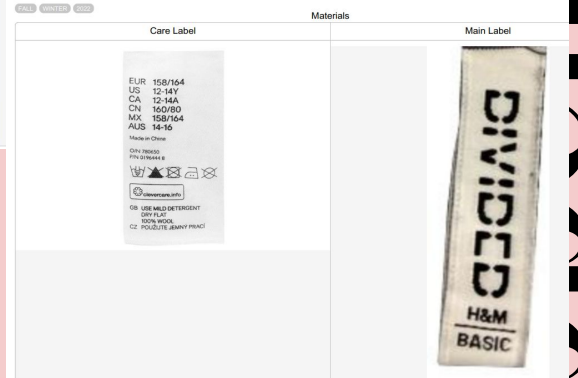 FALL WINTER 2022
Materials
Care Label
Main Label
EUR 158/164
US 12-14Y
CA 12-14A
CN 160/80
MX 158/164
AUS 14-16
Made in China
O/N 780650
P/N 0196444 8
clevercare.info
GB USE MILD DETERGENT
DRY FLAT
100% WOOL
CZ POUŽIJTE JEMNÝ PRACÍ
DIVIDED
H&M
BASIC